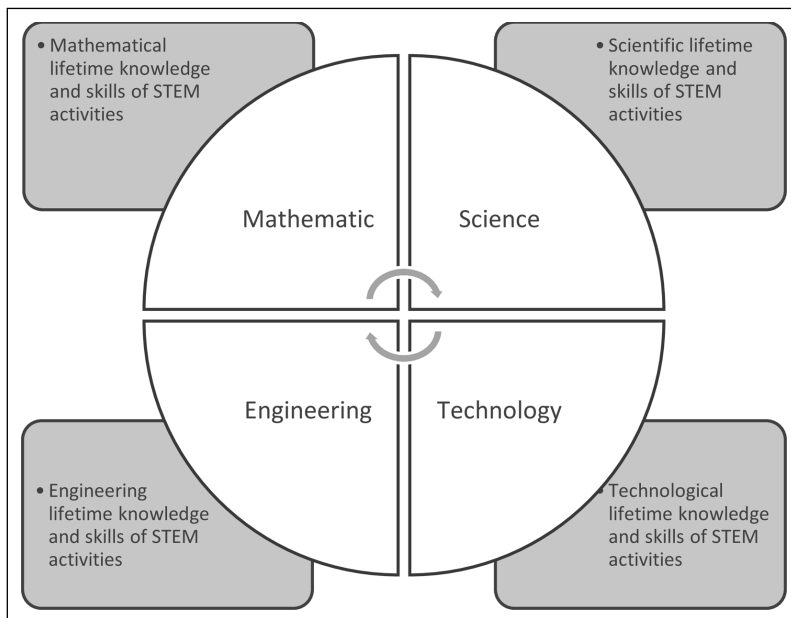 • Mathematical
lifetime knowledge
and skills of STEM
activities
• Scientific lifetime
knowledge and
skills of STEM
activities
Mathematic
Science
Engineering
Technology
• Engineering
lifetime knowledge
and skills of STEM
activities
• Technological
lifetime knowledge
and skills of STEM
activities